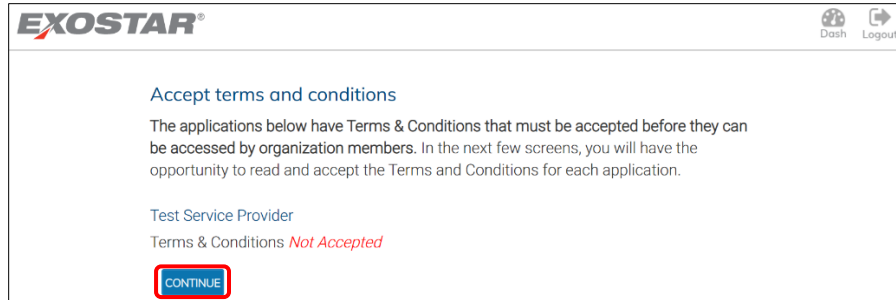 EXOSTAR®
Dash Logout
Accept terms and conditions
The applications below have Terms & Conditions that must be accepted before they can
be accessed by organization members. In the next few screens, you will have the
opportunity to read and accept the Terms and Conditions for each application.
Test Service Provider
Terms & Conditions Not Accepted
CONTINUE